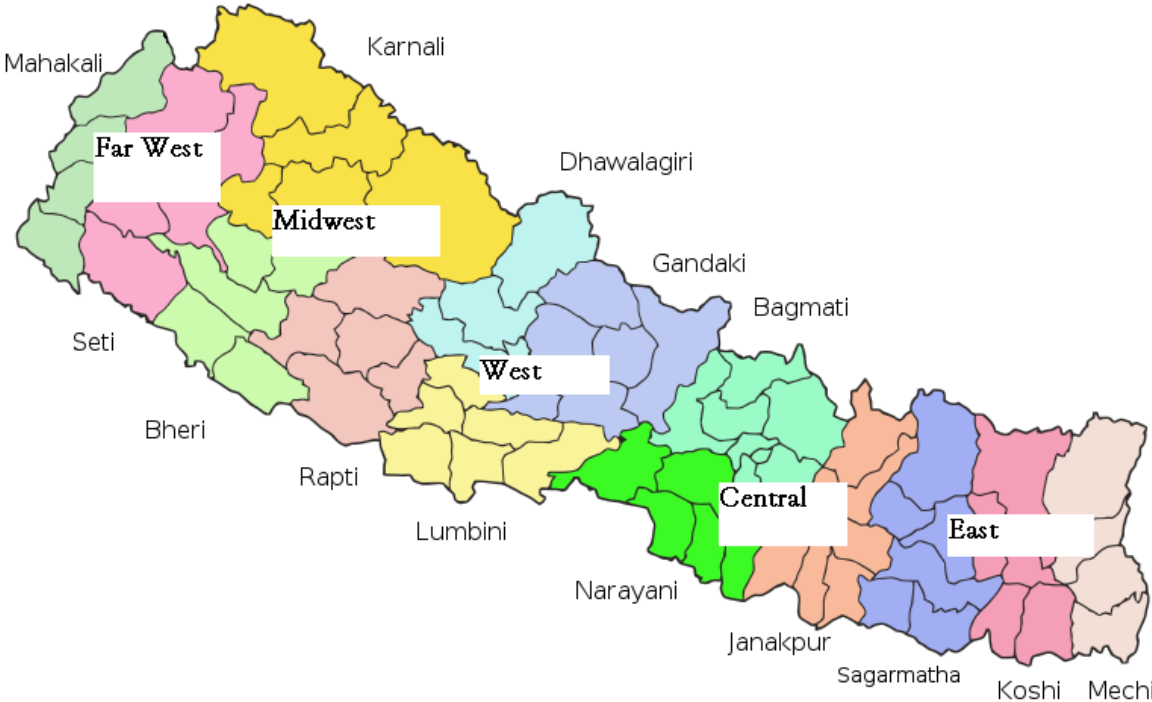 Karnali
Mahakali
Far West
Dhawalagiri
Midwest
Gandaki
Bagmati
Seti
West
Bheri
Rapti
Central
Lumbini
East
Narayani
Janakpur
Sagarmatha
Koshi
Mechi